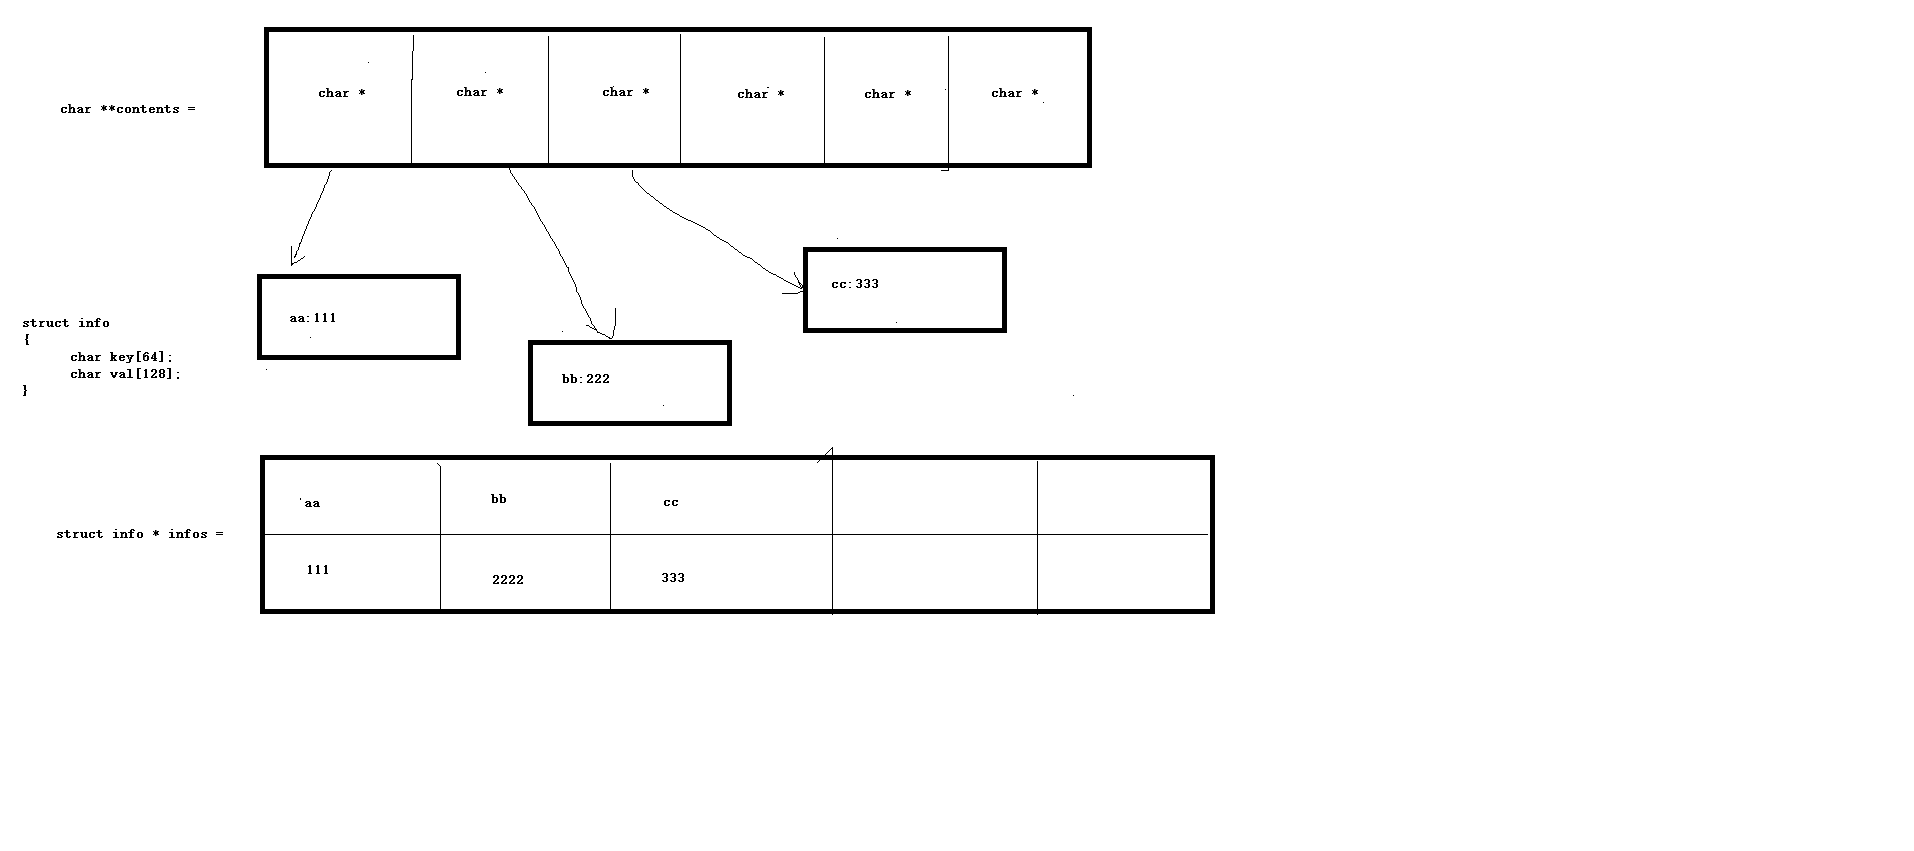 char * char * char * char * char * char *
char **contents =
cc:333
aa:111
struct info
{
char key[64];
char val[128];
}
bb:222
aa bb cc
struct info * infos =
111 2222 333